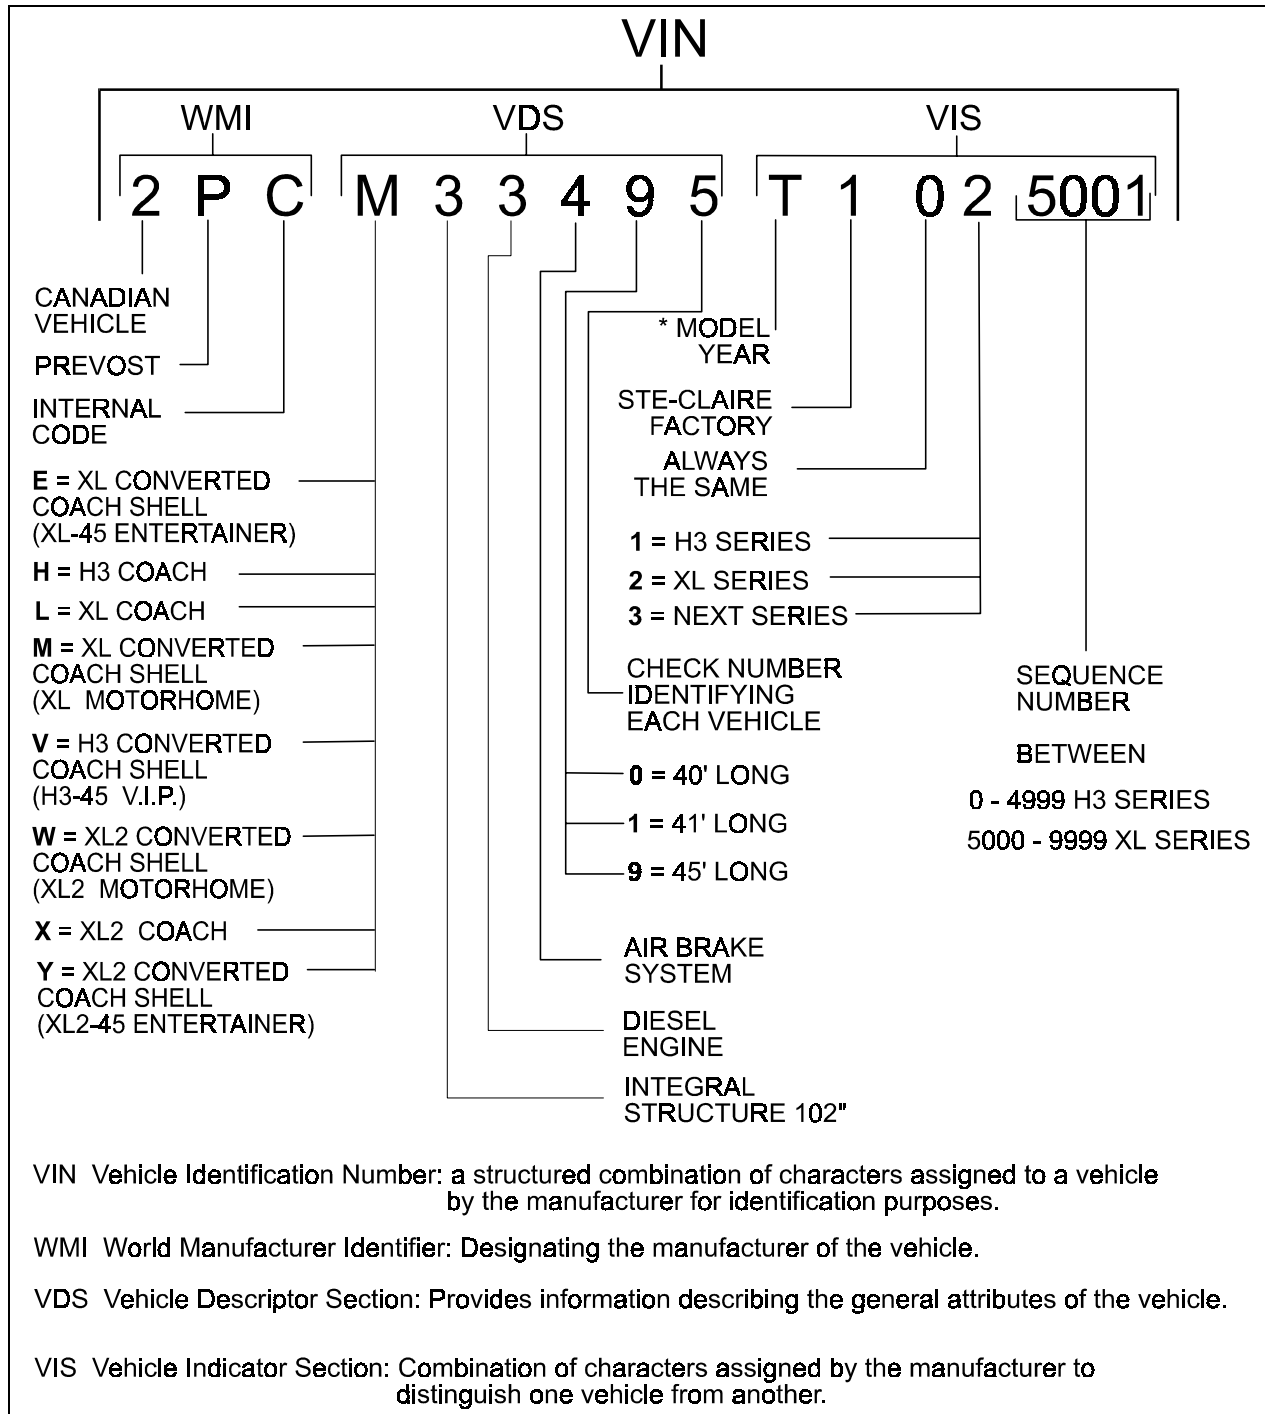 VIN
WMI VDS VIS
2 P C M 3 3 4 9 5 T 1 0 2 5001
CANADIAN
VEHICLE
PREVOST
INTERNAL
CODE
E = XL CONVERTED
COACH SHELL
(XL-45 ENTERTAINER)
H = H3 COACH
L = XL COACH
M = XL CONVERTED
COACH SHELL
(XL MOTORHOME)
V = H3 CONVERTED
COACH SHELL
(H3-45 V.I.P.)
W = XL2 CONVERTED
COACH SHELL
(XL2 MOTORHOME)
X = XL2 COACH
Y = XL2 CONVERTED
COACH SHELL
(XL2-45 ENTERTAINER)
* MODEL
YEAR
STE-CLAIRE
FACTORY
ALWAYS
THE SAME
1 = H3 SERIES
2 = XL SERIES
3 = NEXT SERIES
CHECK NUMBER
IDENTIFYING
EACH VEHICLE
0 = 40' LONG
1 = 41' LONG
9 = 45' LONG
AIR BRAKE
SYSTEM
DIESEL
ENGINE
INTEGRAL
STRUCTURE 102"
SEQUENCE
NUMBER
BETWEEN
0 - 4999 H3 SERIES
5000 - 9999 XL SERIES
VIN Vehicle Identification Number: a structured combination of characters assigned to a vehicle
by the manufacturer for identification purposes.
WMI World Manufacturer Identifier: Designating the manufacturer of the vehicle.
VDS Vehicle Descriptor Section: Provides information describing the general attributes of the vehicle.
VIS Vehicle Indicator Section: Combination of characters assigned by the manufacturer to
distinguish one vehicle from another.